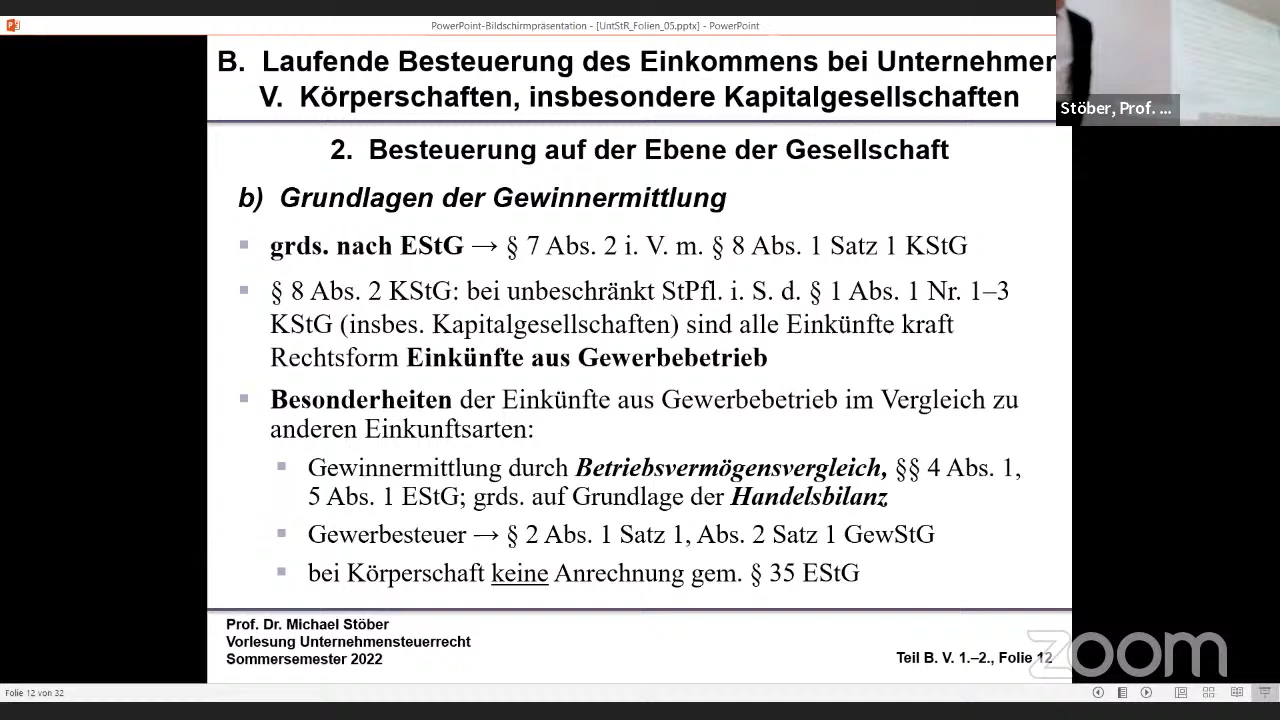 PowerPoint-Bildschirmpräsentation - [UntStR_Folien_05.pptx] - PowerPoint
B. Laufende Besteuerung des Einkommens bei Unternehmen
V. Körperschaften, insbesondere Kapitalgesellschaften
Stöber, Prof. ...
2. Besteuerung auf der Ebene der Gesellschaft
b) Grundlagen der Gewinnermittlung
grds. nach EStG → § 7 Abs. 2 i. V. m. § 8 Abs. 1 Satz 1 KStG
§ 8 Abs. 2 KStG: bei unbeschränkt StPfl. i. S. d. § 1 Abs. 1 Nr. 1–3
KStG (insbes. Kapitalgesellschaften) sind alle Einkünfte kraft
Rechtsform Einkünfte aus Gewerbebetrieb
Besonderheiten der Einkünfte aus Gewerbebetrieb im Vergleich zu
anderen Einkunftsarten:
Gewinnermittlung durch Betriebsvermögensvergleich, §§ 4 Abs. 1,
5 Abs. 1 EStG; grds. auf Grundlage der Handelsbilanz
Gewerbesteuer → § 2 Abs. 1 Satz 1, Abs. 2 Satz 1 GewStG
bei Körperschaft keine Anrechnung gem. § 35 EStG
Prof. Dr. Michael Stöber
Vorlesung Unternehmensteuerrecht
Sommersemester 2022
Teil B. V. 1.–2., Folie 12
zoom
Folie 12 von 32